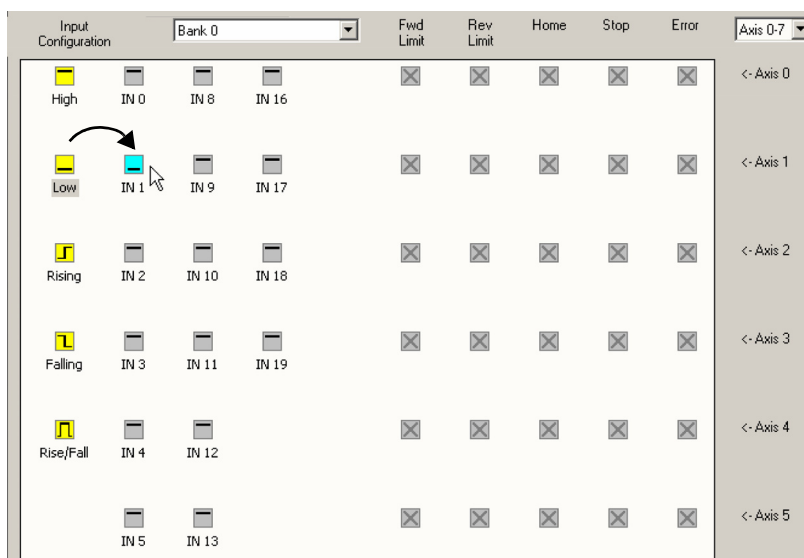 Input Configuration
Bank 0
Fwd Limit
Rev Limit
Home
Stop
Error
Axis 0-7
High
IN 0
IN 8
IN 16
<- Axis 0
Low
IN 1
IN 9
IN 17
<- Axis 1
Rising
IN 2
IN 10
IN 18
<- Axis 2
Falling
IN 3
IN 11
IN 19
<- Axis 3
Rise/Fall
IN 4
IN 12
<- Axis 4
IN 5
IN 13
<- Axis 5